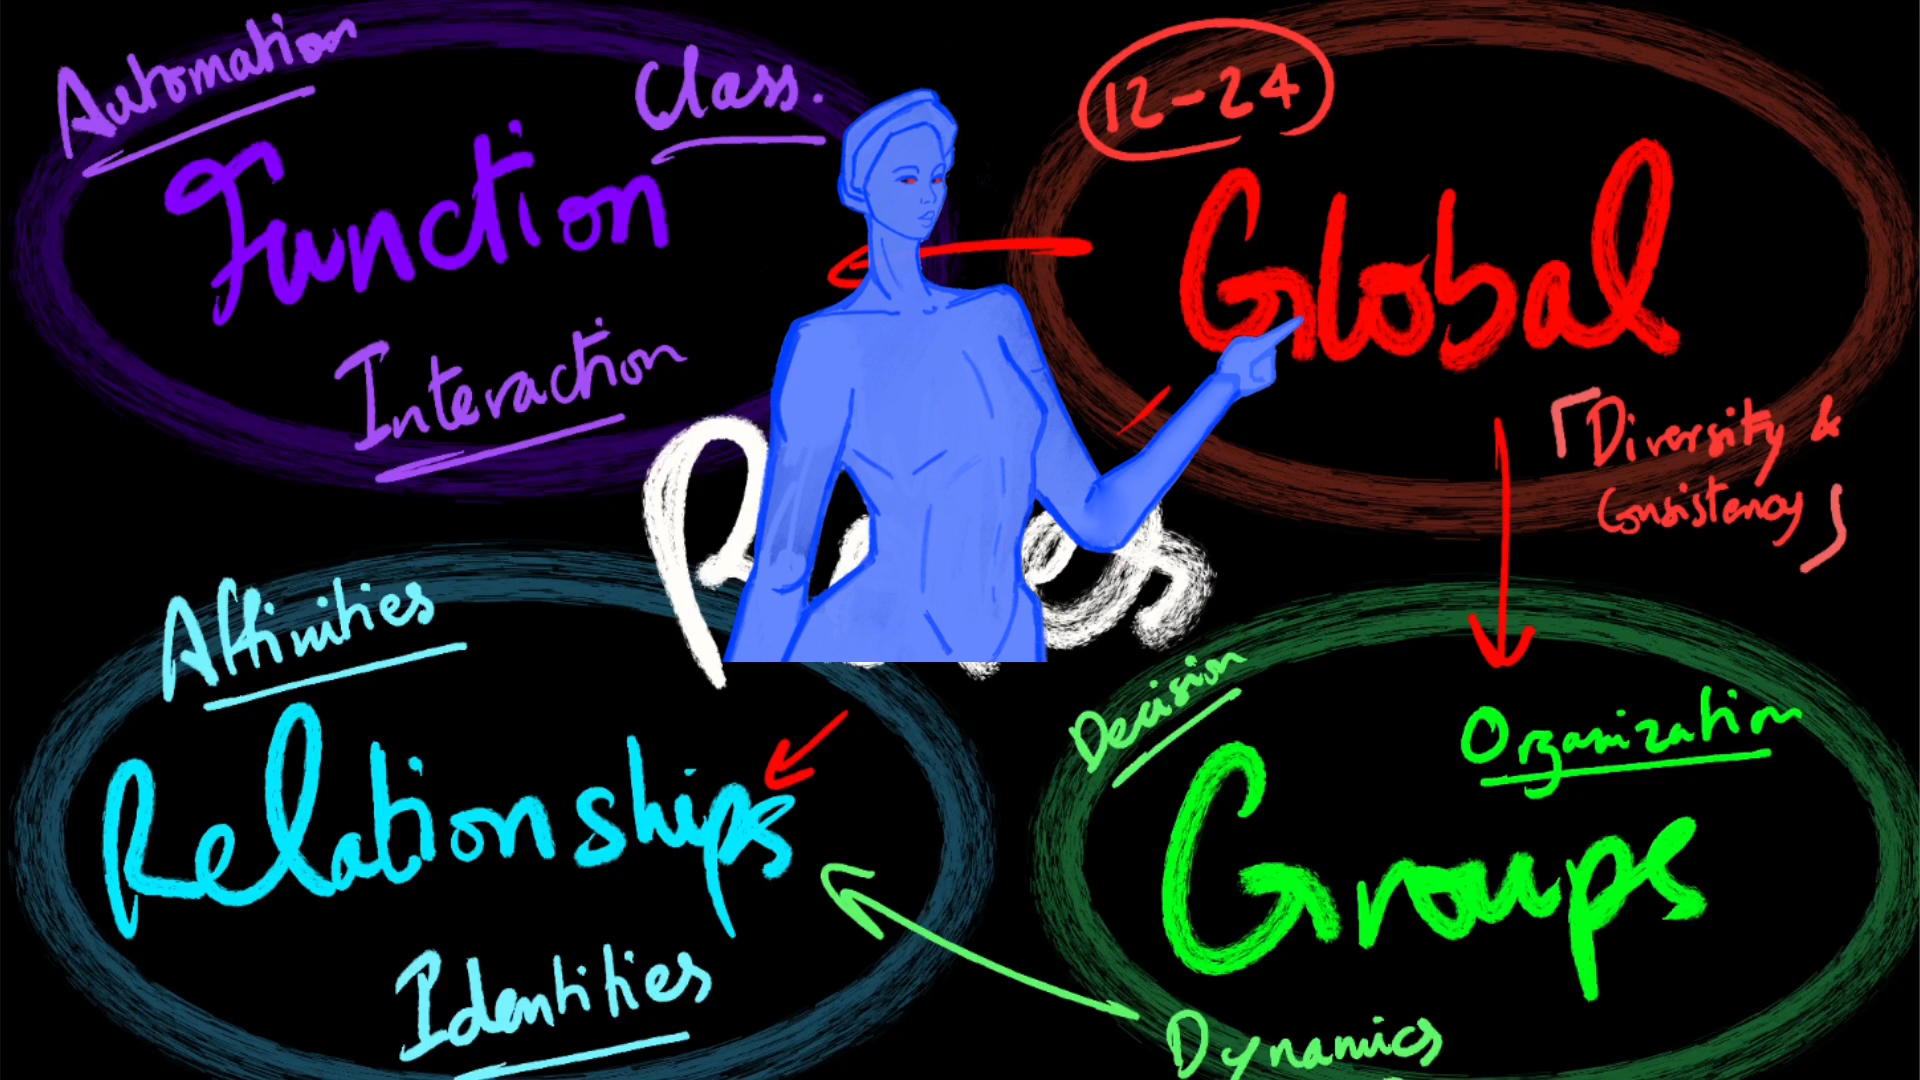 Automation
Class.
Function
Interaction
12-24
Global
「Diversity &
Consistency」
Affinities
Relationships
Identities
Decision
Organization
Groups
Dynamics